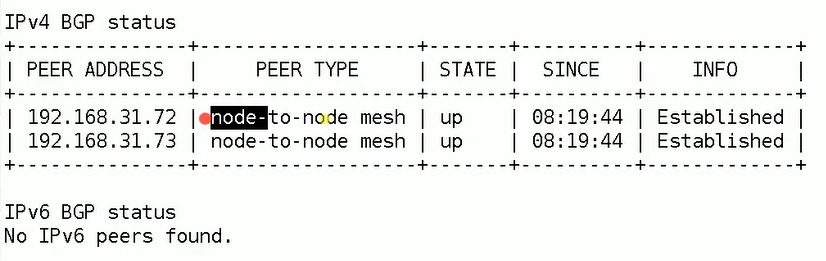 IPv4 BGP status
+---------------+-------------------+-------+----------+-------------+
| PEER ADDRESS | PEER TYPE | STATE | SINCE | INFO |
+---------------+-------------------+-------+----------+-------------+
| 192.168.31.72 | node-to-node mesh | up | 08:19:44 | Established |
| 192.168.31.73 | node-to-node mesh | up | 08:19:44 | Established |
+---------------+-------------------+-------+----------+-------------+
IPv6 BGP status
No IPv6 peers found.